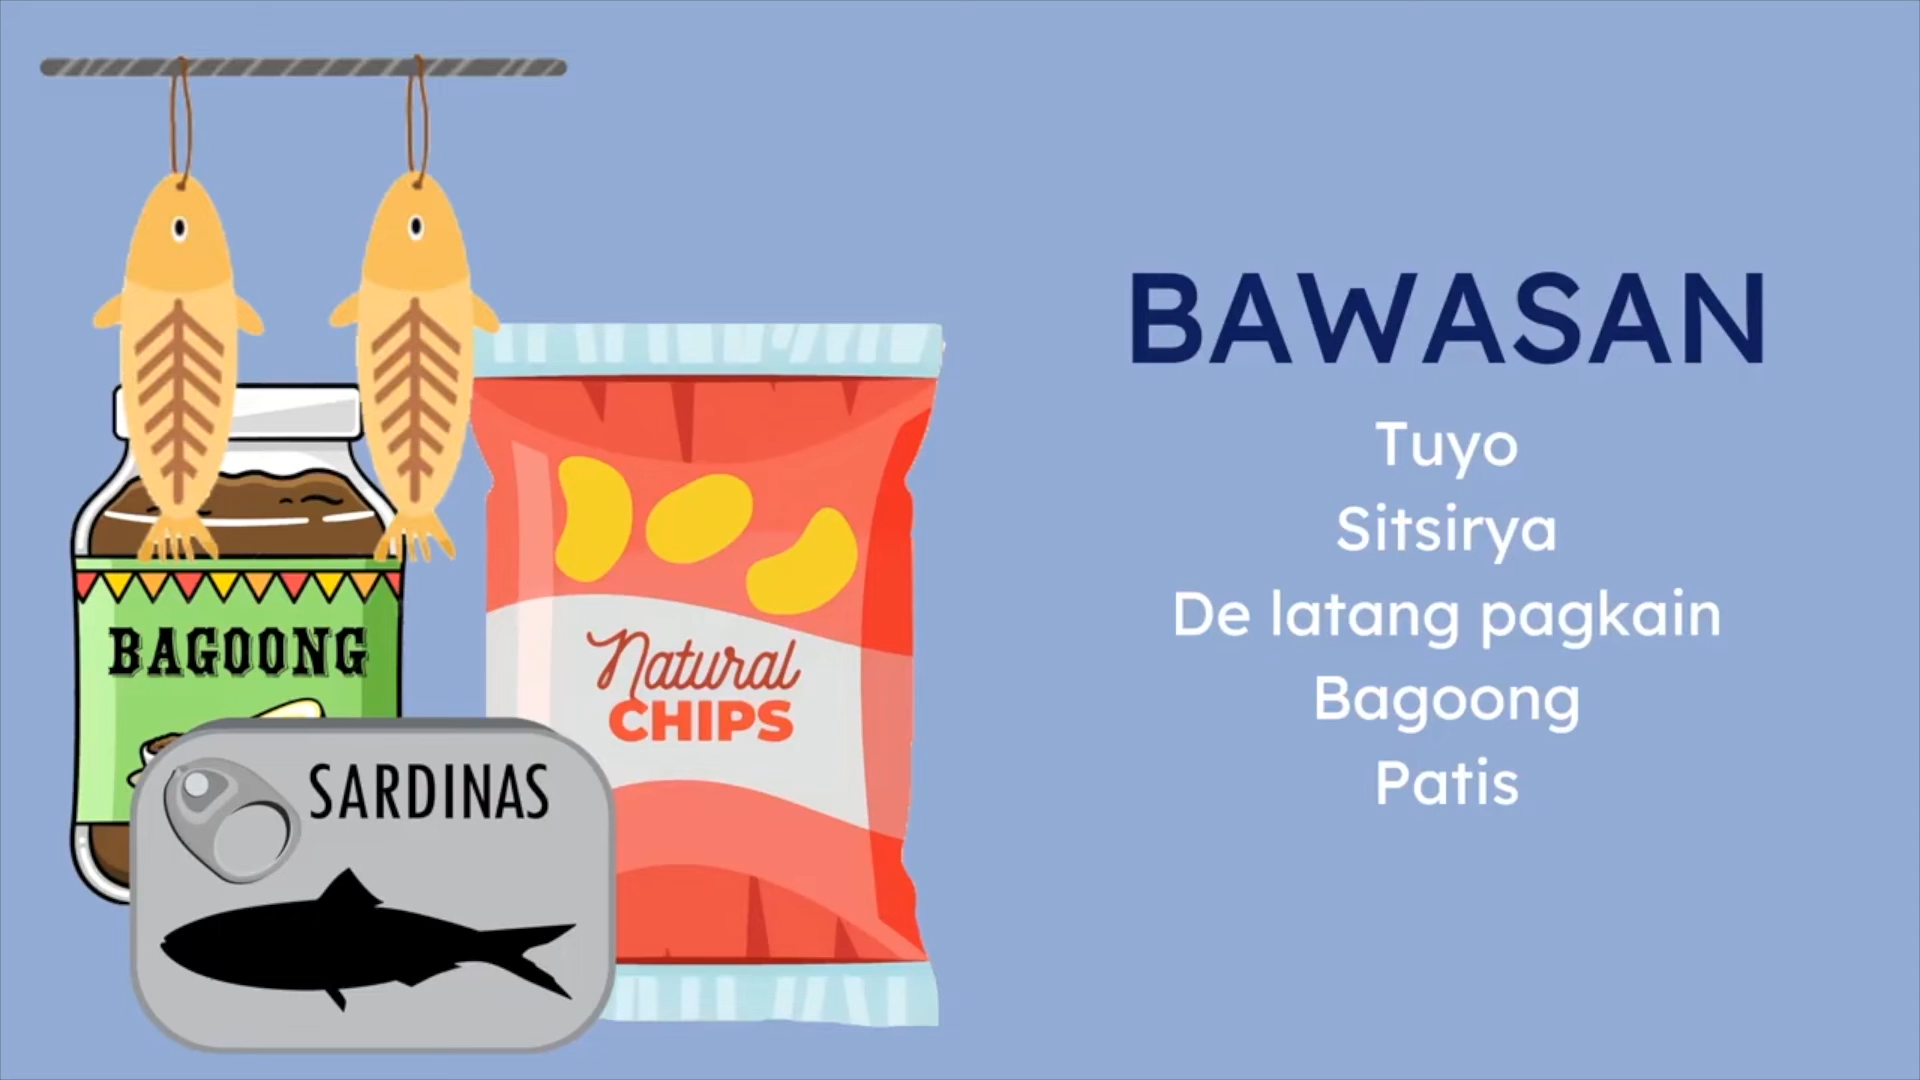 BAWASAN
Tuyo
Sitsirya
De latang pagkain
Bagoong
Patis
BAGOONG
Natural
CHIPS
SARDINAS